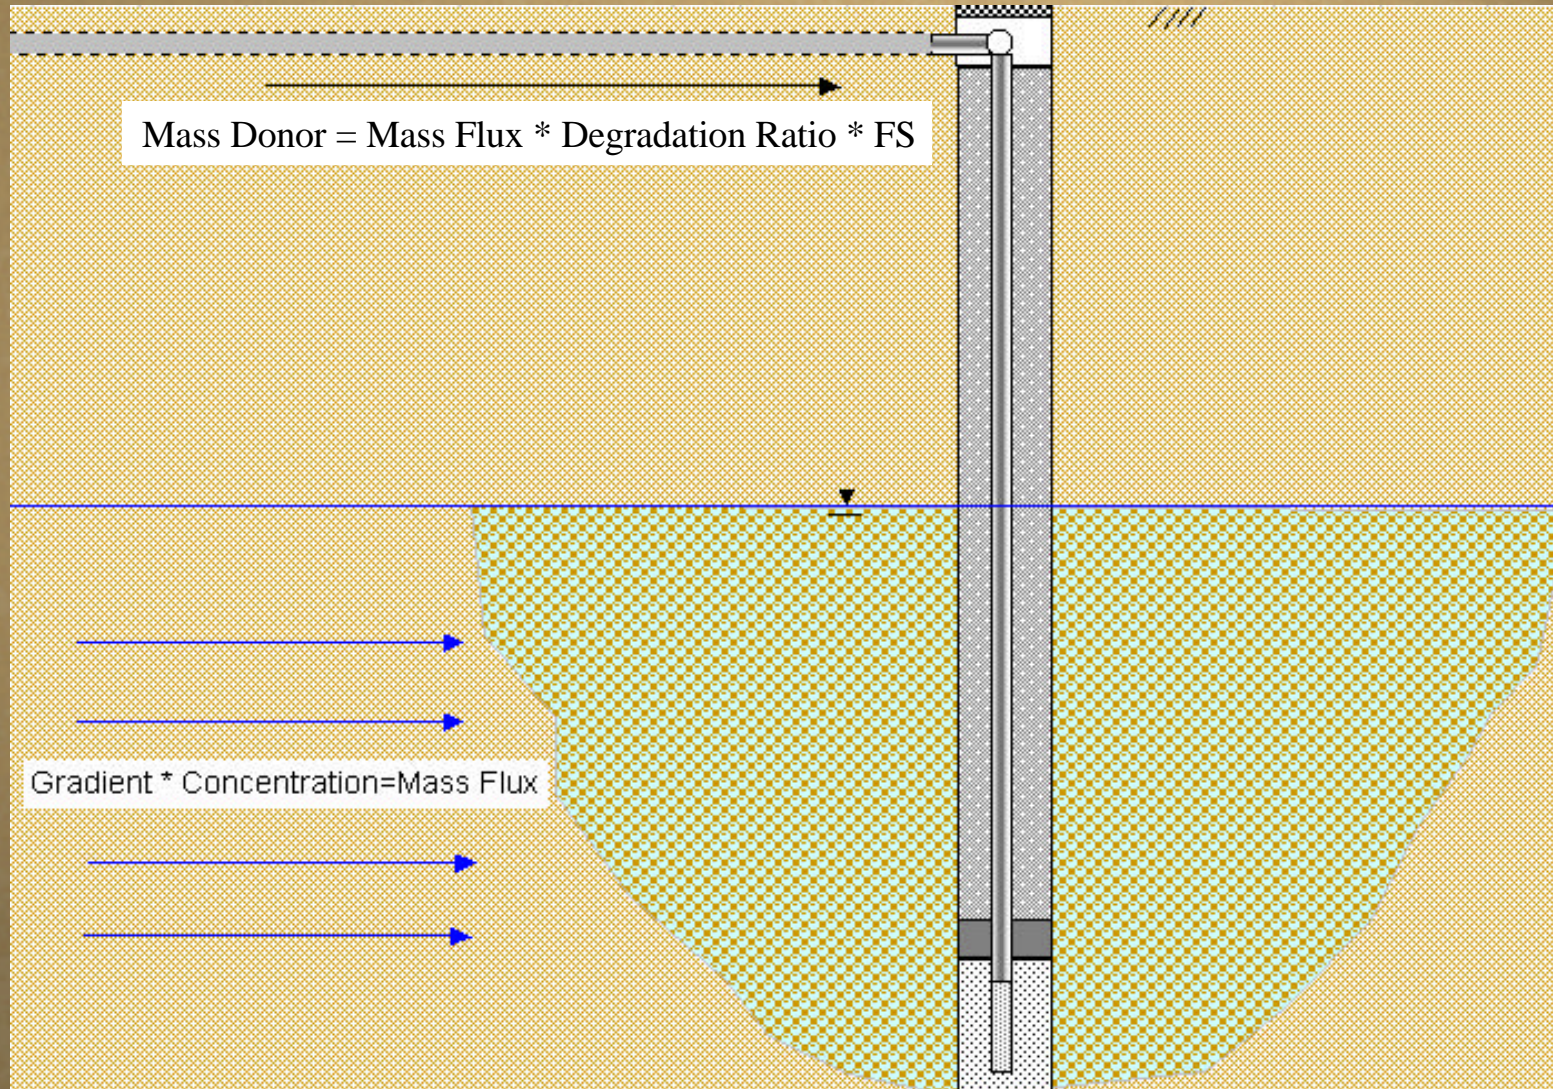 Mass Donor = Mass Flux * Degradation Ratio * FS
Gradient * Concentration=Mass Flux